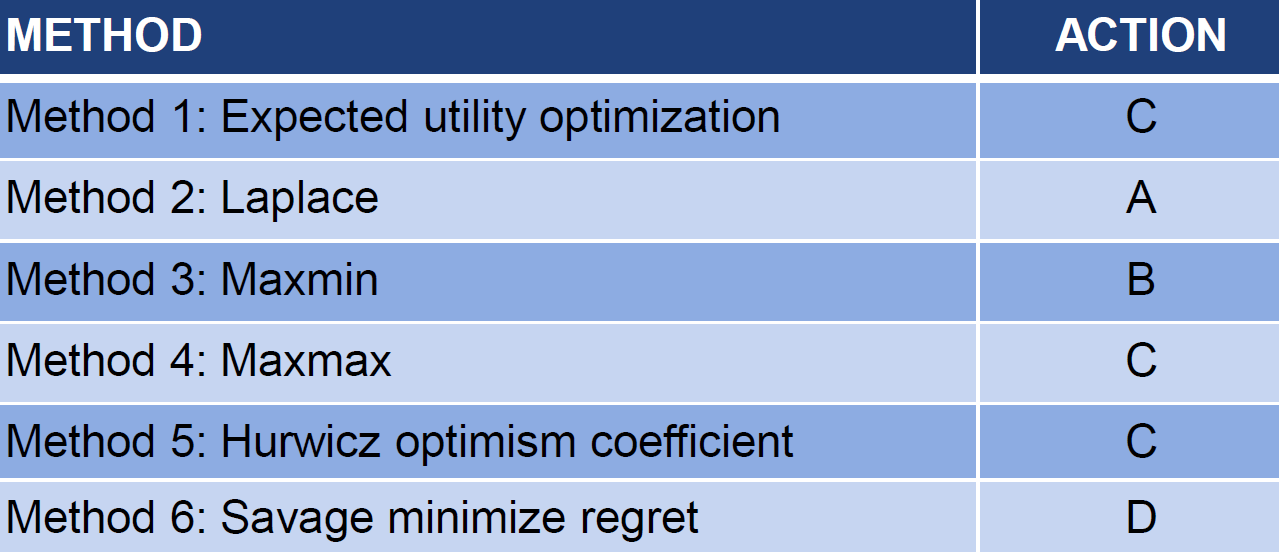 METHOD ACTION
Method 1: Expected utility optimization C
Method 2: Laplace A
Method 3: Maxmin B
Method 4: Maxmax C
Method 5: Hurwicz optimism coefficient C
Method 6: Savage minimize regret D